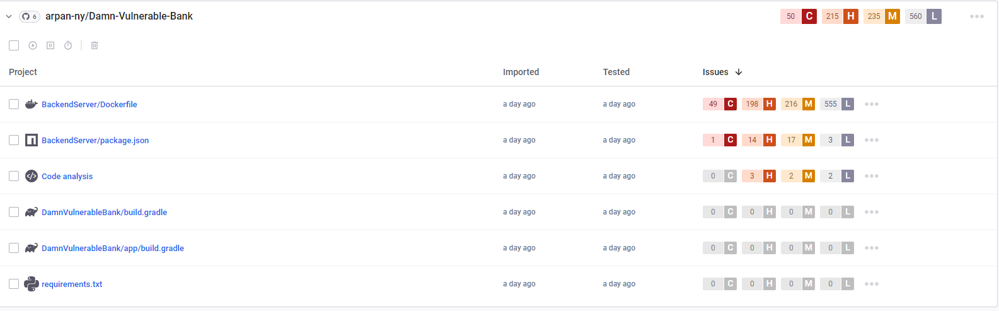 6 arpan-ny/Damn-Vulnerable-Bank 50 C 215 H 235 M 560 L
Project Imported Tested Issues
BackendServer/Dockerfile a day ago a day ago 49 C 198 H 216 M 555 L
BackendServer/package.json a day ago a day ago 1 C 14 H 17 M 3 L
Code analysis a day ago a day ago 0 C 3 H 2 M 2 L
DamnVulnerableBank/build.gradle a day ago a day ago 0 C 0 H 0 M 0 L
DamnVulnerableBank/app/build.gradle a day ago a day ago 0 C 0 H 0 M 0 L
requirements.txt a day ago a day ago 0 C 0 H 0 M 0 L